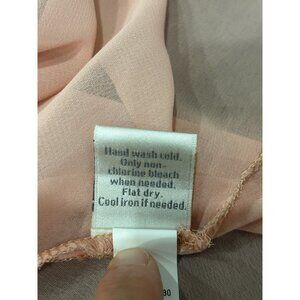 Hand wash cold.
Only non-
chlorine bleach
when needed.
Flat dry.
Cool iron if needed.